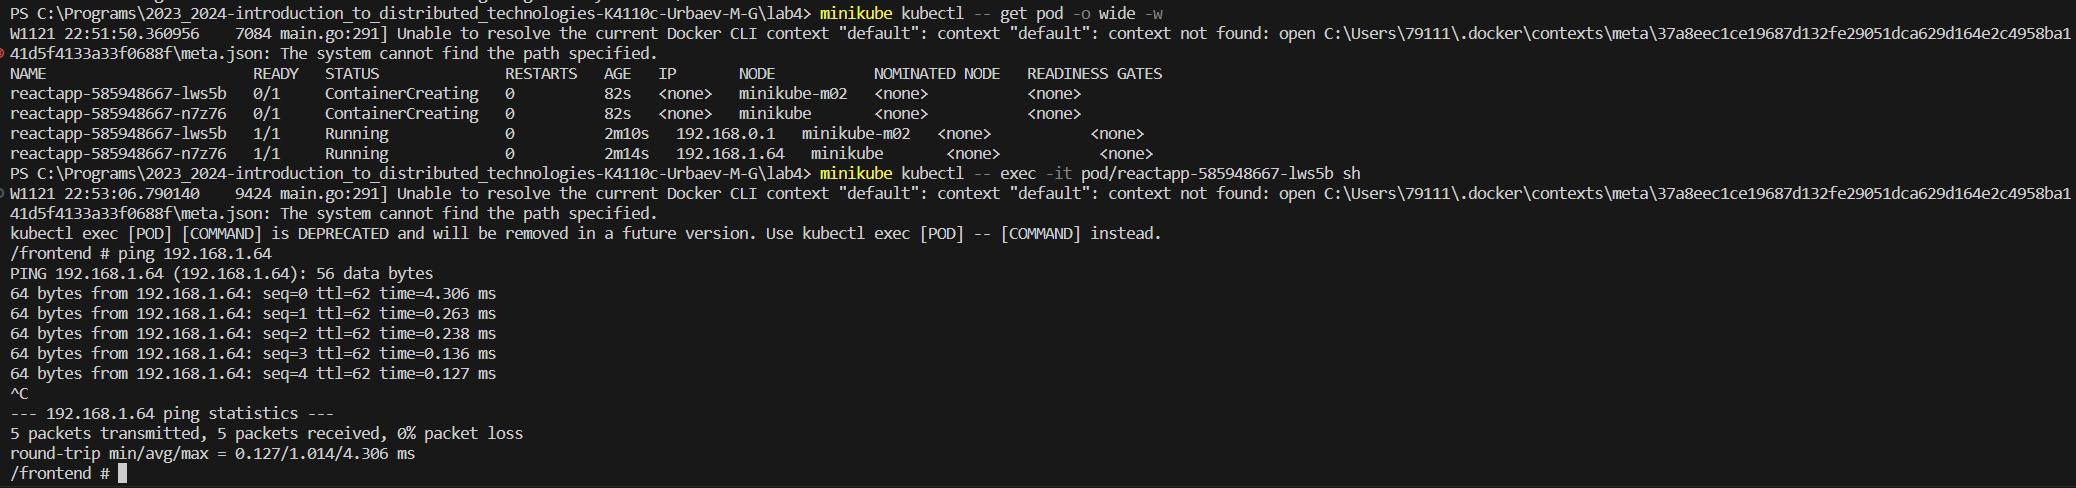 PS C:\Programs\2023_2024-introduction_to_distributed_technologies-K4110c-Urbaev-M-G\lab4> minikube kubectl -- get pod -o wide -w
W1121 22:51:50.360956    7084 main.go:291] Unable to resolve the current Docker CLI context "default": context "default": context not found: open C:\Users\79111\.docker\contexts\meta\37a8eec1ce19687d132fe29051dca629d164e2c4958ba1
41d5f4133a33f0688f\meta.json: The system cannot find the path specified.
NAME                       READY   STATUS              RESTARTS   AGE   IP       NODE           NOMINATED NODE   READINESS GATES
reactapp-585948667-lws5b   0/1     ContainerCreating   0          82s   <none>   minikube-m02   <none>           <none>
reactapp-585948667-n7z76   0/1     ContainerCreating   0          82s   <none>   minikube       <none>           <none>
reactapp-585948667-lws5b   1/1     Running             0          2m10s   192.168.0.1   minikube-m02   <none>           <none>
reactapp-585948667-n7z76   1/1     Running             0          2m14s   192.168.1.64   minikube       <none>           <none>
PS C:\Programs\2023_2024-introduction_to_distributed_technologies-K4110c-Urbaev-M-G\lab4> minikube kubectl -- exec -it pod/reactapp-585948667-lws5b sh
W1121 22:53:06.790140    9424 main.go:291] Unable to resolve the current Docker CLI context "default": context "default": context not found: open C:\Users\79111\.docker\contexts\meta\37a8eec1ce19687d132fe29051dca629d164e2c4958ba1
41d5f4133a33f0688f\meta.json: The system cannot find the path specified.
kubectl exec [POD] [COMMAND] is DEPRECATED and will be removed in a future version. Use kubectl exec [POD] -- [COMMAND] instead.
/frontend # ping 192.168.1.64
PING 192.168.1.64 (192.168.1.64): 56 data bytes
64 bytes from 192.168.1.64: seq=0 ttl=62 time=4.306 ms
64 bytes from 192.168.1.64: seq=1 ttl=62 time=0.263 ms
64 bytes from 192.168.1.64: seq=2 ttl=62 time=0.238 ms
64 bytes from 192.168.1.64: seq=3 ttl=62 time=0.136 ms
64 bytes from 192.168.1.64: seq=4 ttl=62 time=0.127 ms
^C
--- 192.168.1.64 ping statistics ---
5 packets transmitted, 5 packets received, 0% packet loss
round-trip min/avg/max = 0.127/1.014/4.306 ms
/frontend #